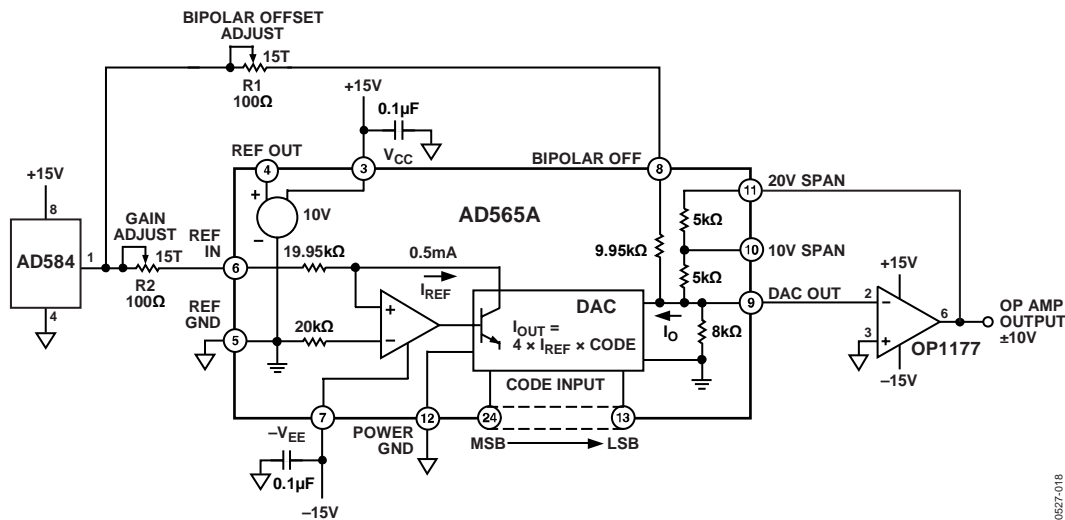 BIPOLAR OFFSET
ADJUST
15T
R1
100Ω
+15V
0.1µF
REF OUT
4
3
VCC
BIPOLAR OFF
8
+15V
8
AD584
1
4
GAIN
ADJUST
15T
R2
100Ω
REF
IN
6
+
10V
–
AD565A
11
20V SPAN
5kΩ
10
10V SPAN
5kΩ
9.95kΩ
19.95kΩ
0.5mA
IREF
DAC
9
DAC OUT
IOUT =
4 × IREF × CODE
IO
8kΩ
REF
GND
5
20kΩ
+
–
CODE INPUT
+15V
2
–
3
+
6
OP1177
–15V
OP AMP
OUTPUT
±10V
7
12
24
13
–VEE
POWER
GND
MSB
LSB
0.1µF
–15V
0527-018